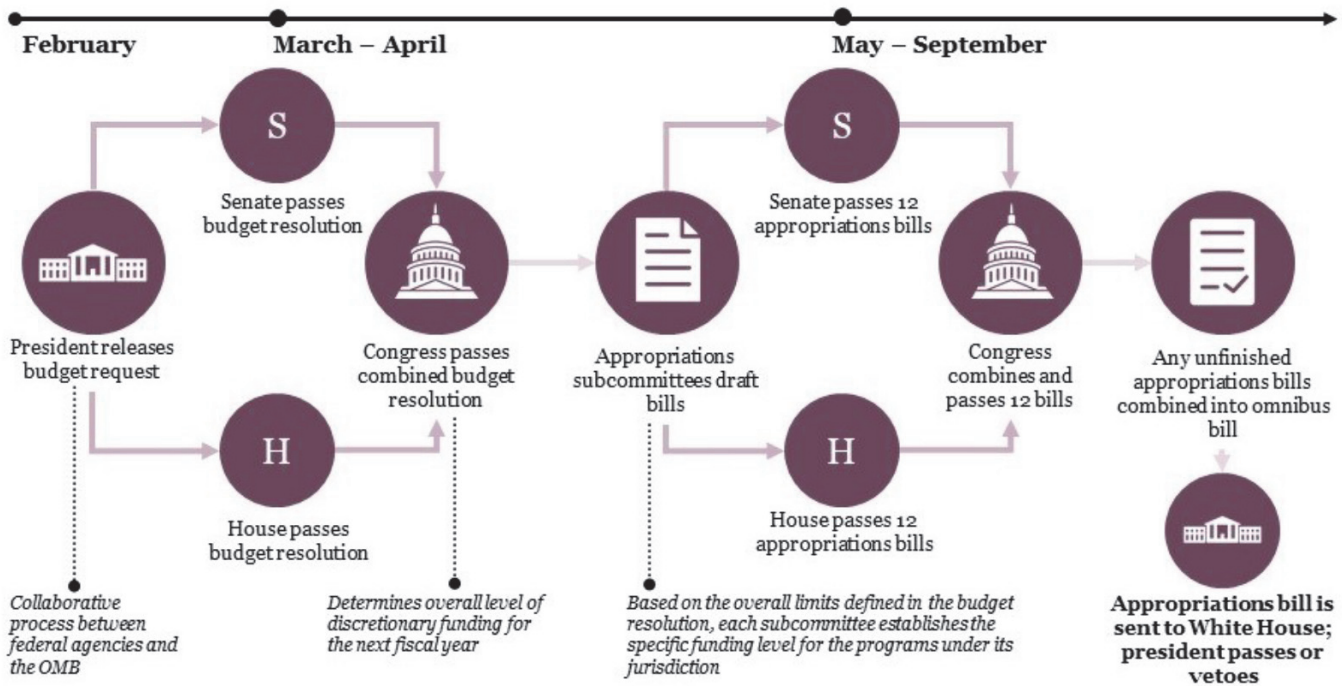 February
March – April
May – September
S
Senate passes
budget resolution
S
Senate passes 12
appropriations bills
President releases
budget request
Congress passes
combined budget
resolution
Appropriations
subcommittees draft
bills
Congress
combines and
passes 12 bills
Any unfinished
appropriations bills
combined into omnibus
bill
H
House passes
budget resolution
H
House passes 12
appropriations bills
Collaborative
process between
federal agencies and
the OMB
Determines overall level of
discretionary funding for
the next fiscal year
Based on the overall limits defined in the budget
resolution, each subcommittee establishes the
specific funding level for the programs under its
jurisdiction
Appropriations bill is
sent to White House;
president passes or
vetoes